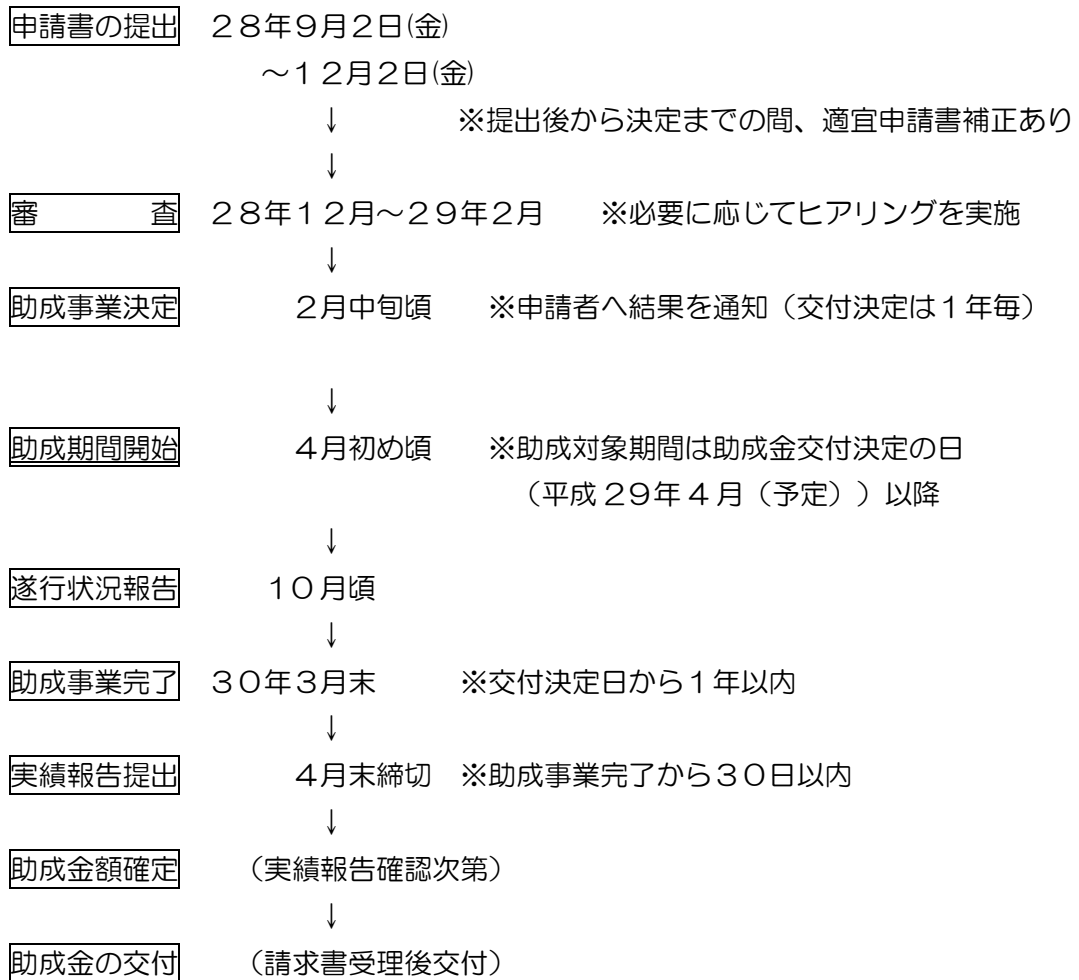 申請書の提出　２８年９月２日(金)
～１２月２日(金)
↓　※提出後から決定までの間、適宜申請書補正あり
↓
審　　　査　２８年１２月～２９年２月　※必要に応じてヒアリングを実施
↓
助成事業決定　２月中旬頃　※申請者へ結果を通知（交付決定は１年毎）
↓
助成期間開始　４月初め頃　※助成対象期間は助成金交付決定の日
（平成２９年４月（予定））以降
↓
遂行状況報告　１０月頃
↓
助成事業完了　３０年３月末　※交付決定日から１年以内
↓
実績報告提出　４月末締切　※助成事業完了から３０日以内
↓
助成金額確定　（実績報告確認次第）
↓
助成金の交付　（請求書受理後交付）